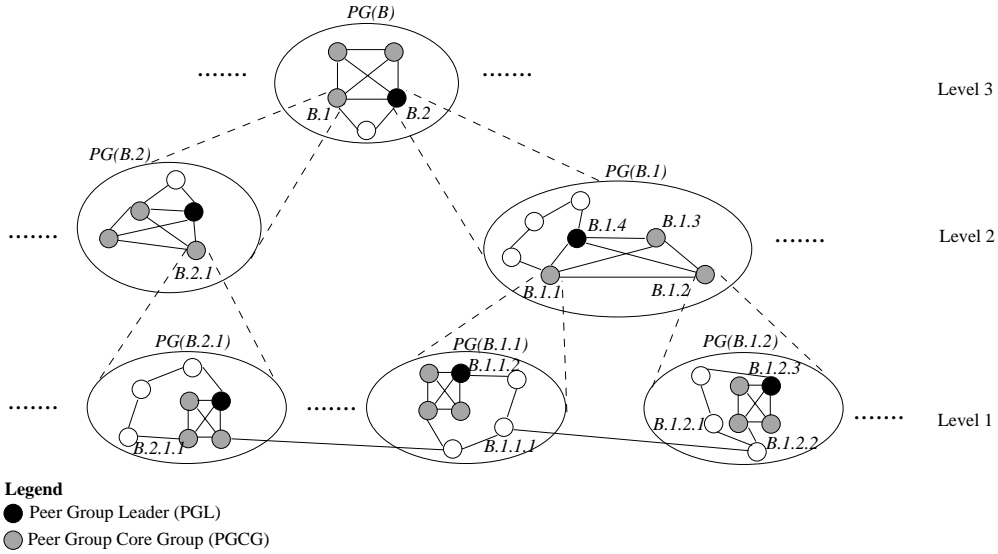 PG(B)
....... .......
Level 3
B.1 B.2
PG(B.2)
PG(B.1)
B.1.4 B.1.3
....... .......
Level 2
B.2.1
B.1.1 B.1.2
PG(B.2.1) PG(B.1.1) PG(B.1.2)
B.1.1.2 B.1.2.3
....... ....... .......
Level 1
B.2.1.1 B.1.1.1 B.1.2.1 B.1.2.2
Legend
Peer Group Leader (PGL)
Peer Group Core Group (PGCG)